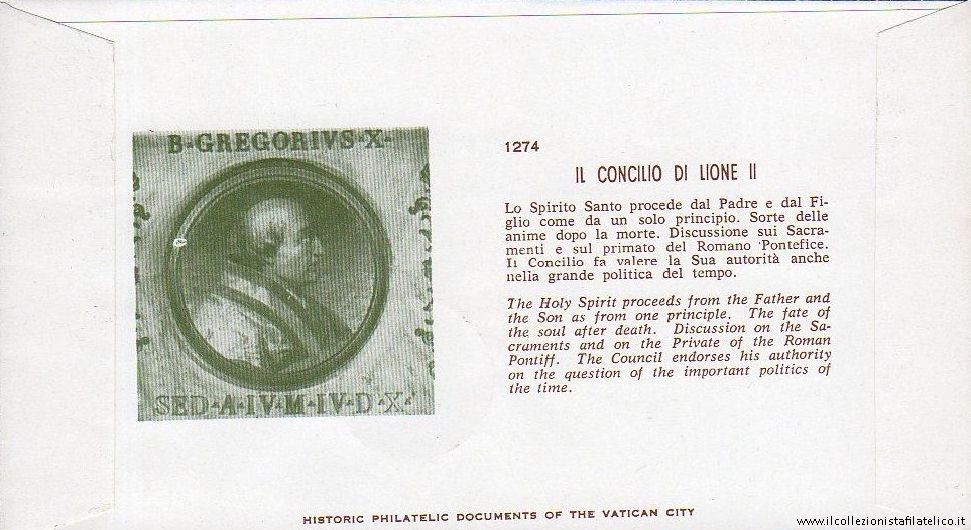 B·GREGORIVS·X·
SED·A·IV·M·IV·D·X·
1274
IL CONCILIO DI LIONE II
Lo Spirito Santo procede dal Padre e dal Fi-
glio come da un solo principio. Sorte delle
anime dopo la morte. Discussione sui Sacra-
menti e sul primato del Romano Pontefice.
Il Concilio fa valere la Sua autorità anche
nella grande politica del tempo.
The Holy Spirit proceeds from the Father and
the Son as from one principle. The fate of
the soul after death. Discussion on the Sa-
craments and on the Private of the Roman
Pontiff. The Council endorses his authority
on the question of the important politics of
the time.
HISTORIC PHILATELIC DOCUMENTS OF THE VATICAN CITY
www.ilcollezionistafilatelico.it